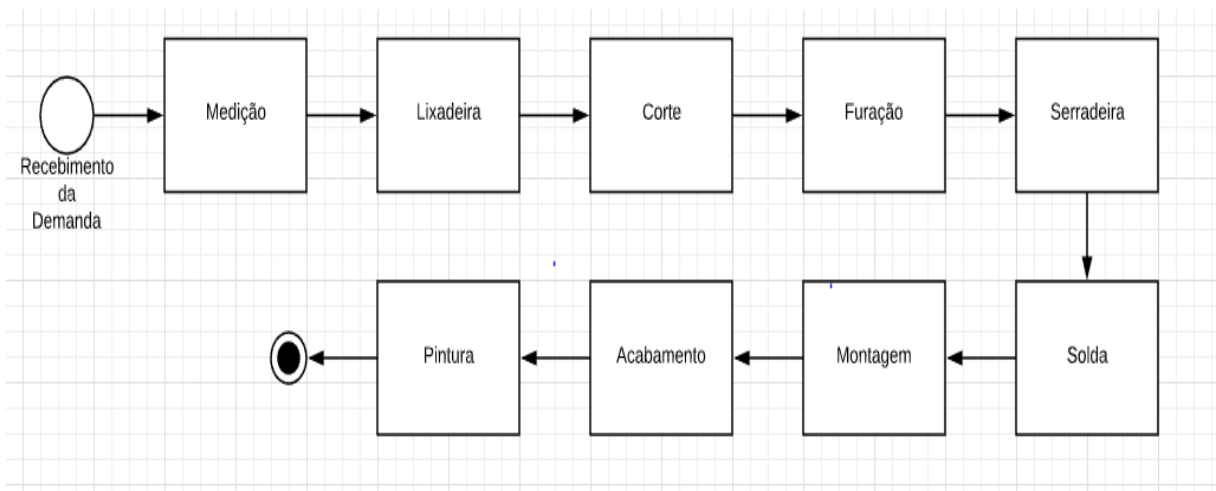 Recebimento
da
Demanda
Medição
Lixadeira
Corte
Furação
Serradeira
Solda
Montagem
Acabamento
Pintura